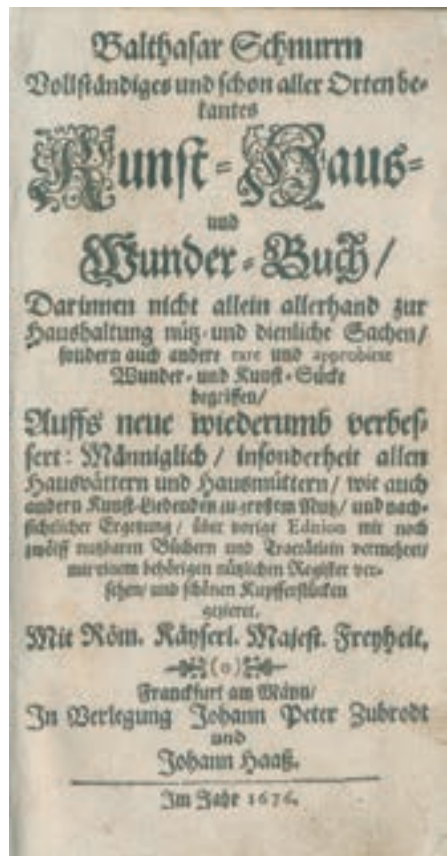 Balthasar Schnurrn
Vollständiges und schon aller Orten be-
kantes
Kunst-Haus-
und
Wunder-Buch/
Darinnen nicht allein allerhand zur
Haushaltung nütz-und dienliche Sachen/
sondern auch andere rare und approbirte
Wunder-und Kunst-Stücke
begriffen/
Auffs neue wiederumb verbes-
sert: Männiglich/ insonderheit allen
Hausvättern und Hausmüttern/ wie auch
andern Kunst-Liebenden zu grossem Nutz/ und
Ergetzung/ über vorige Edition mit noch
zwölff nutzbaren Büchern und Tractätlein vermehret/
mit einem behörigen nützlichen Register ver-
sehen/ und schönen Kupfferstücken
gezieret.
Mit Röm. Käyserl. Majest. Freyheit.
(o)
Franckfurt am Mäyn/
In Verlegung Johann Peter Zubrodt
und
Johann Haaß.
Im Jahr 1676.